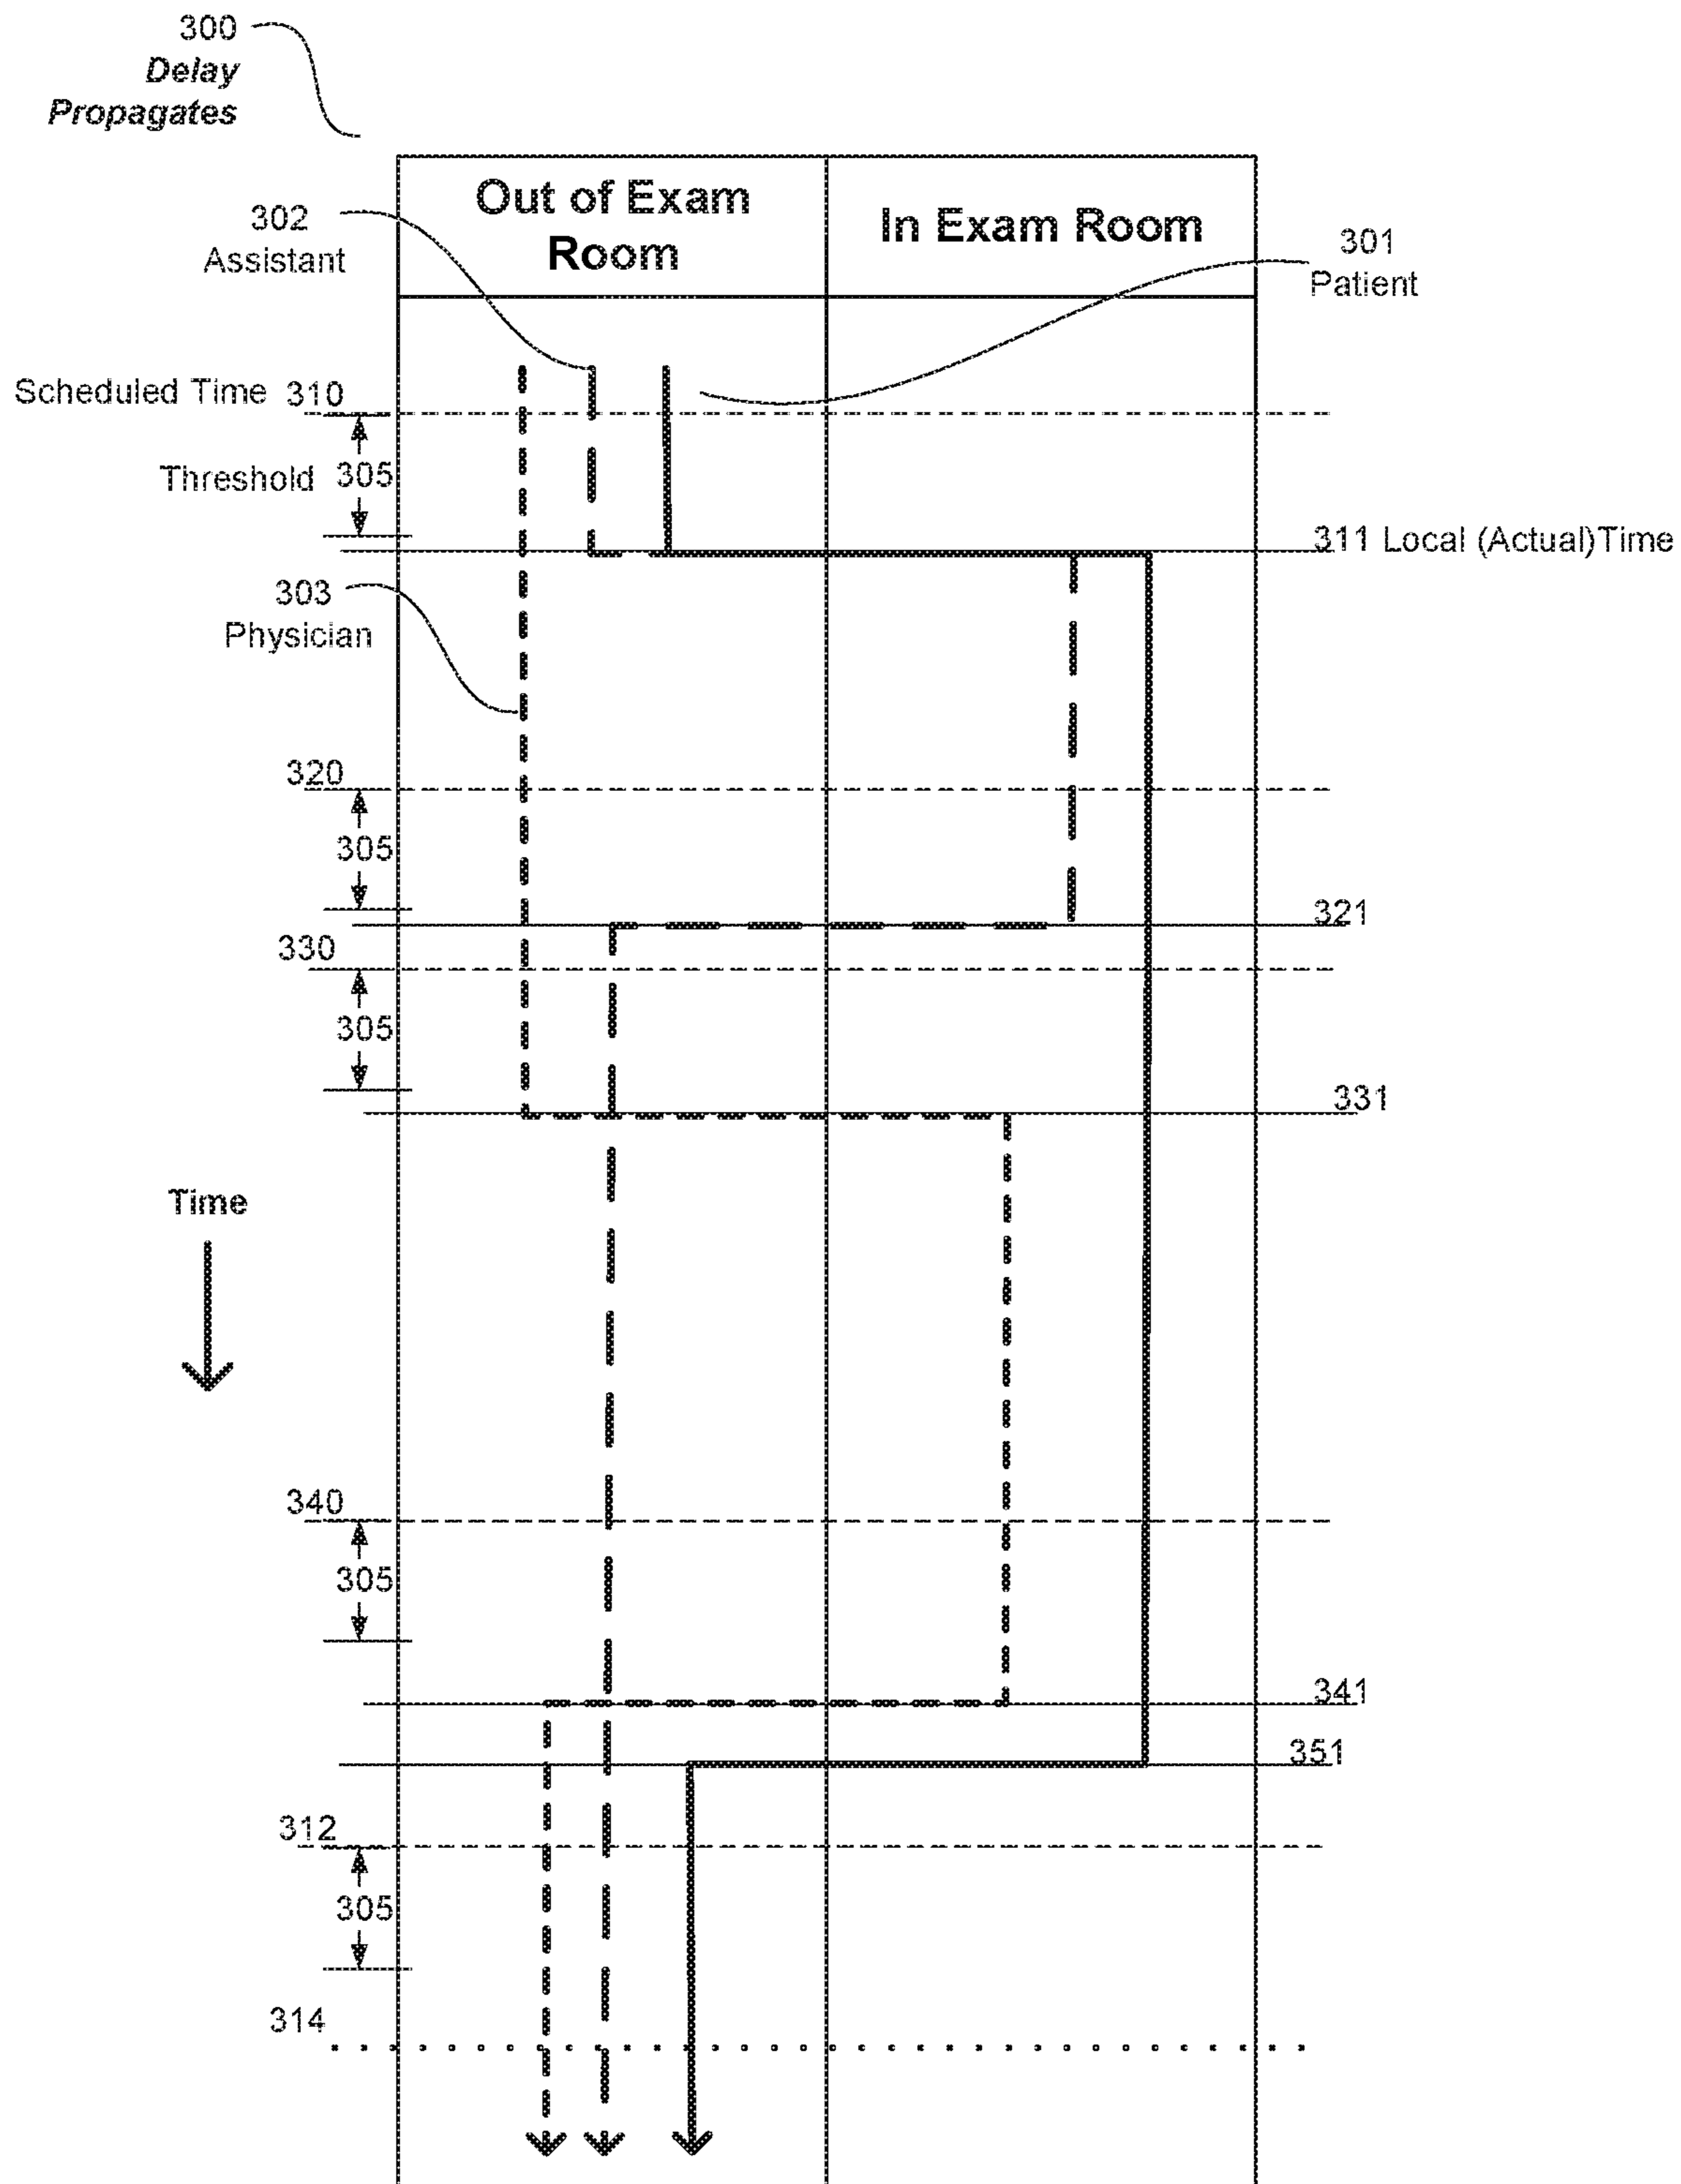 300
Delay
Propagates
Out of Exam
Room
In Exam Room
302
Assistant
301
Patient
Scheduled Time 310
Threshold 305
311 Local (Actual)Time
303
Physician
320
305
321
330
305
331
Time
340
305
341
351
312
305
314